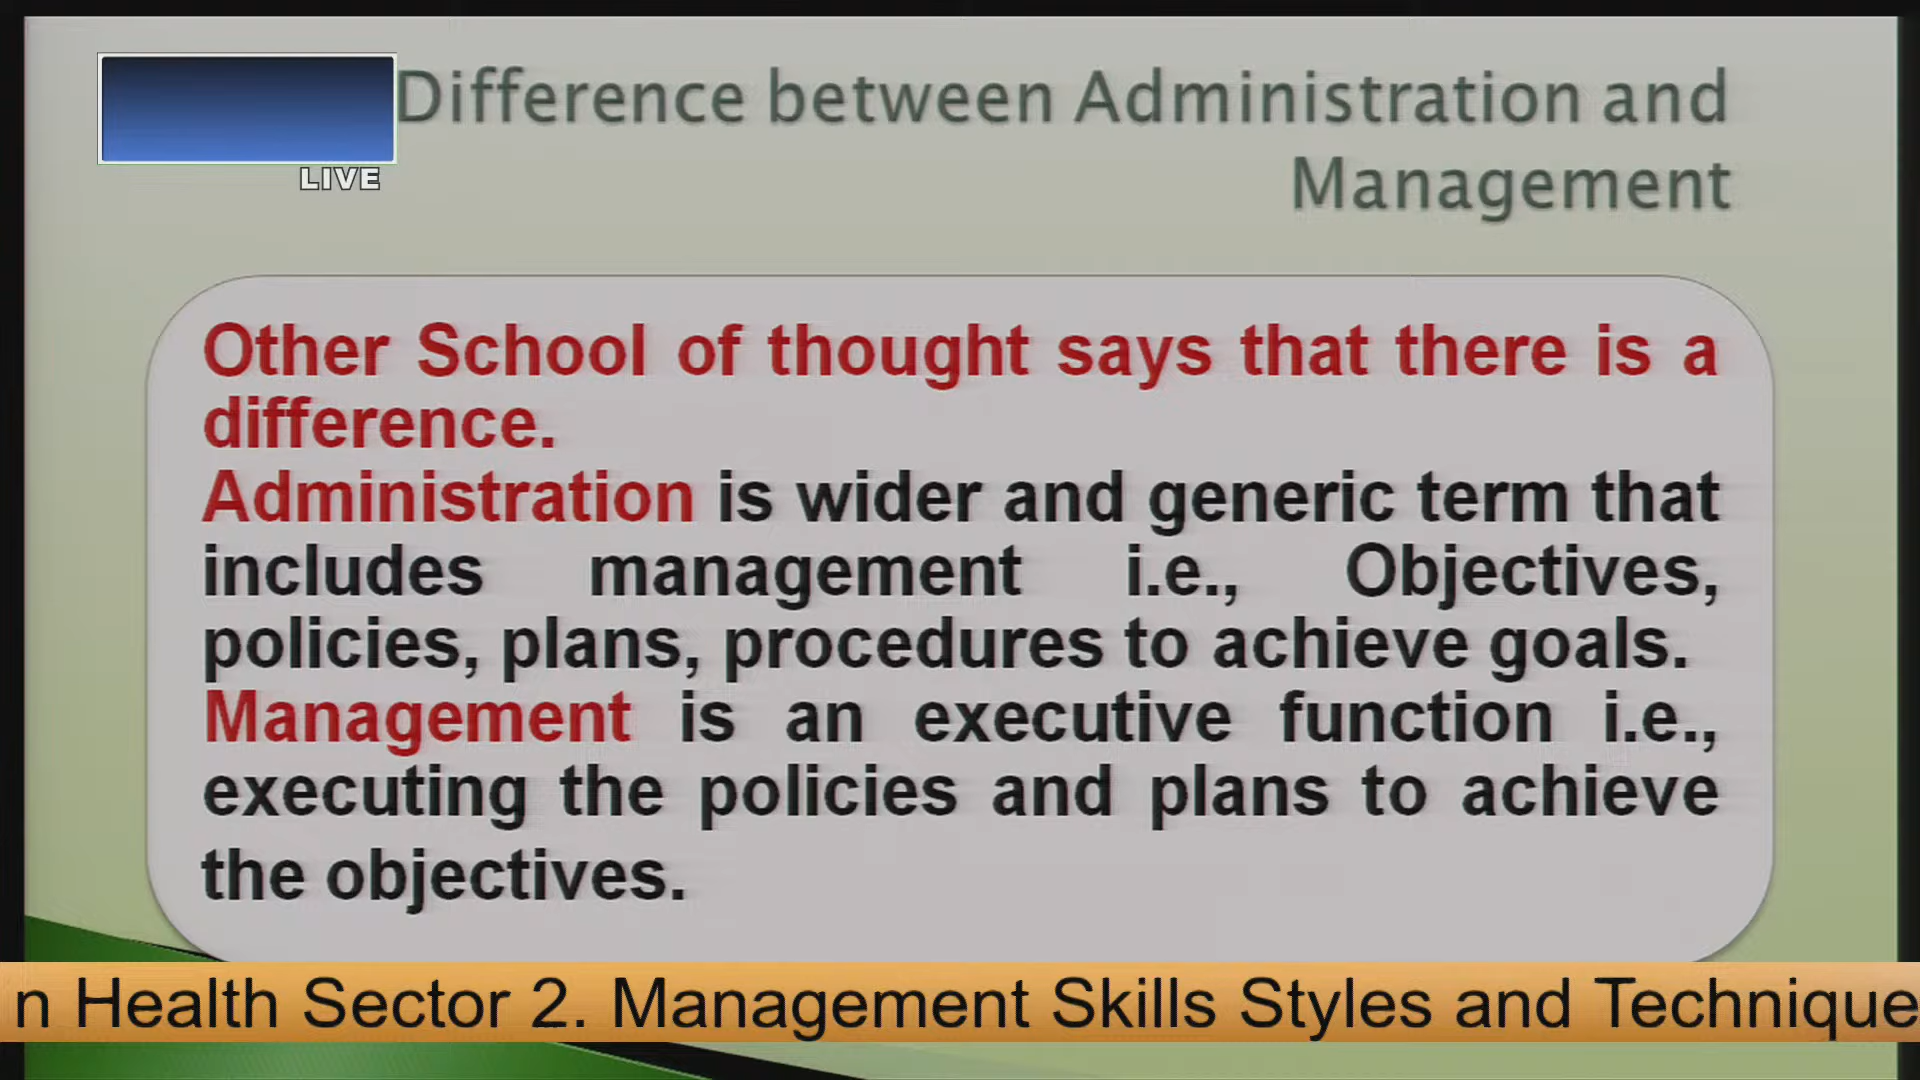 Difference between Administration and
Management
LIVE
Other School of thought says that there is a
difference.
Administration is wider and generic term that
includes management i.e., Objectives,
policies, plans, procedures to achieve goals.
Management is an executive function i.e.,
executing the policies and plans to achieve
the objectives.
n Health Sector 2. Management Skills Styles and Technique